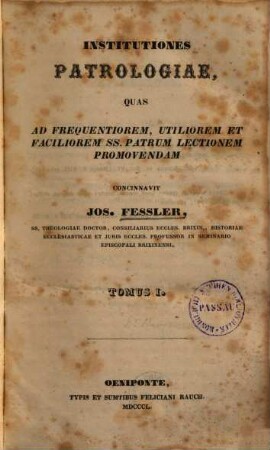 INSTITUTIONES
PATROLOGIAE,
QUAS
AD FREQUENTIOREM, UTILIOREM ET
FACILIOREM SS. PATRUM LECTIONEM
PROMOVENDAM
CONCINNAVIT
JOS. FESSLER,
SS. THEOLOGIAE DOCTOR, CONSILIARIUS ECCLES. BRIXIN., HISTORIAE
ECCLESIASTICAE ET JURIS ECCLES. PROFESSOR IN SEMINARIO
EPISCOPALI BRIXINENSI.
TOMUS I.
PASSAU
OENIPONTE,
TYPIS ET SUMTIBUS FELICIANI RAUCH.
MDCCCL.